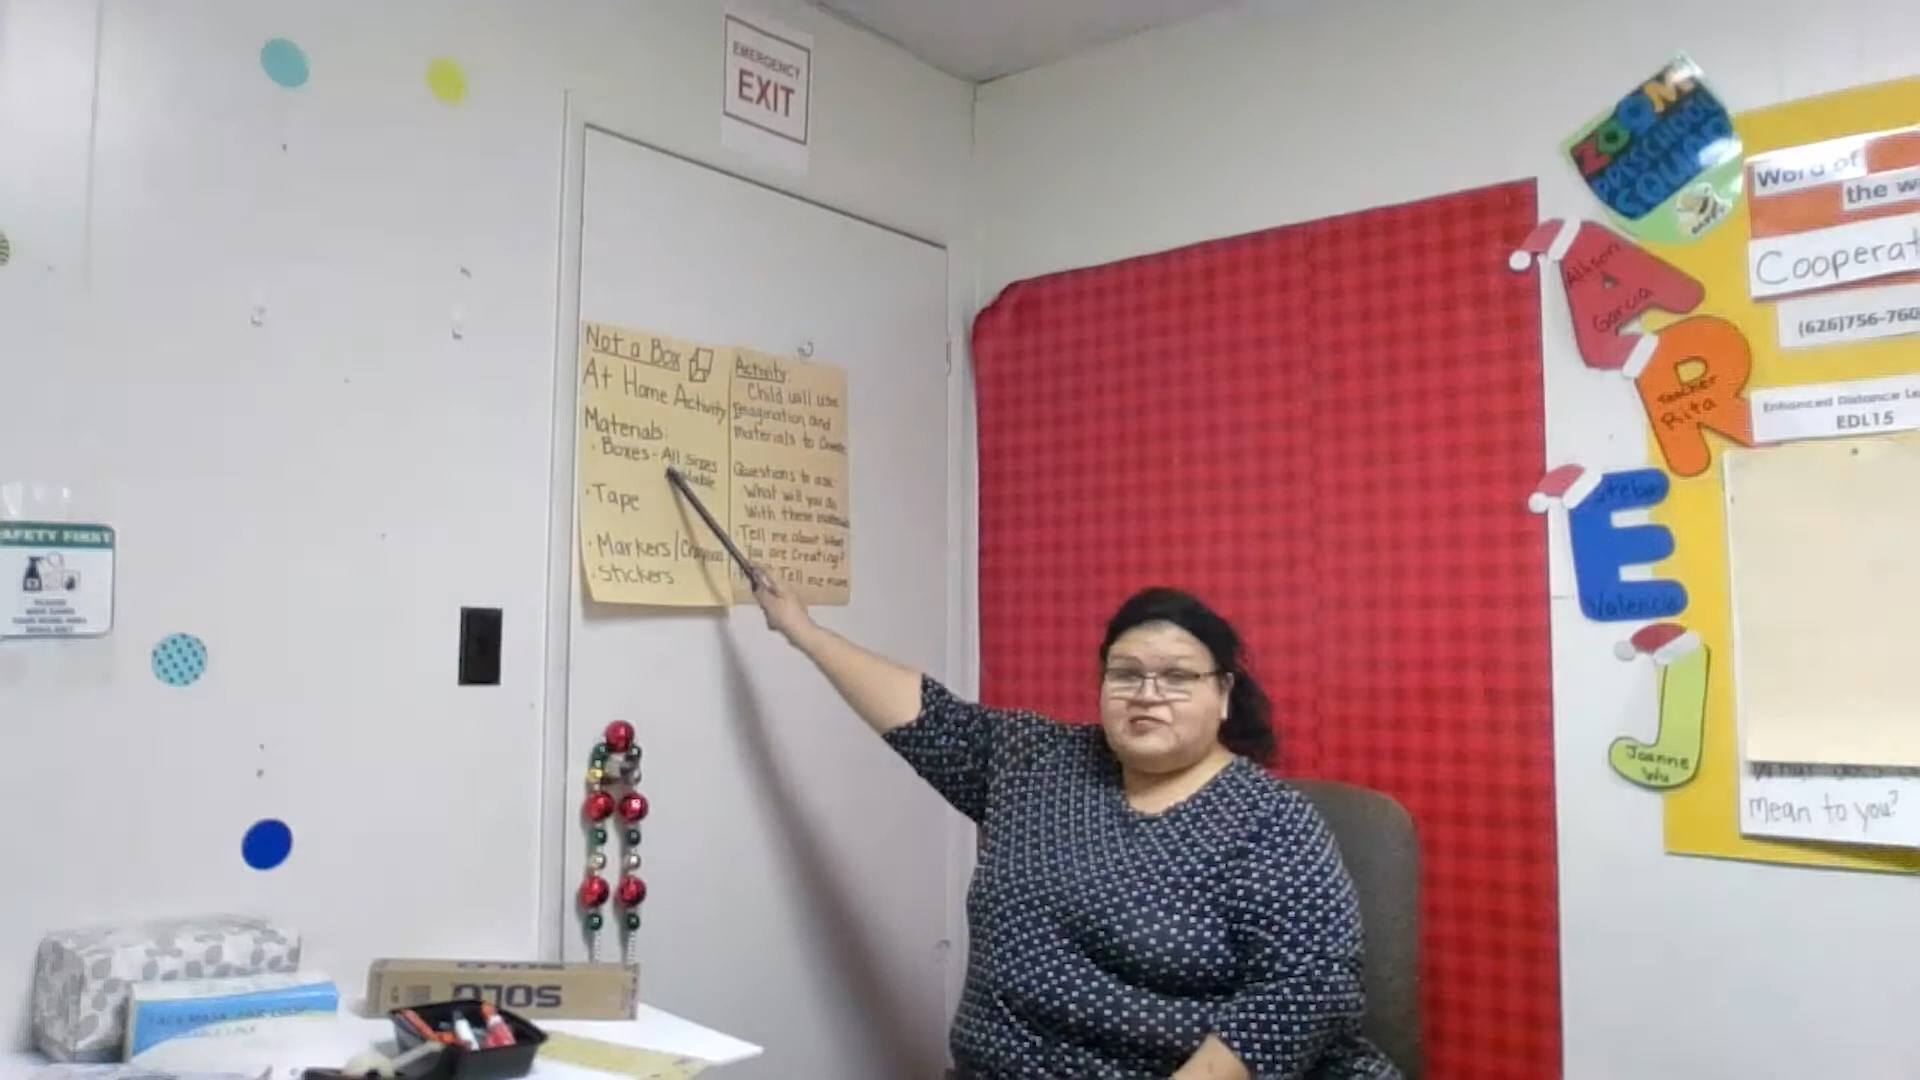 EMERGENCY
EXIT
Not a Box
At Home Activity
Materials:
• Boxes - All Sizes
• Tape
• Markers/Crayons
• Stickers
Activity:
Child will use
Imagination and
materials to Create
Questions to ask:
What will you do
With these materials
• Tell me about what
You are Creating?
Tell me more
SAFETY FIRST
SOLO
ZOOM
PRESCHOOL
SQUAD
Allison
Garcia
A
R
Teacher
Rita
E
Valencia
J
Joanne
Wu
Word of
the w
Cooperat
(626)756-760
Enhanced Distance Le
EDL15
mean to you?